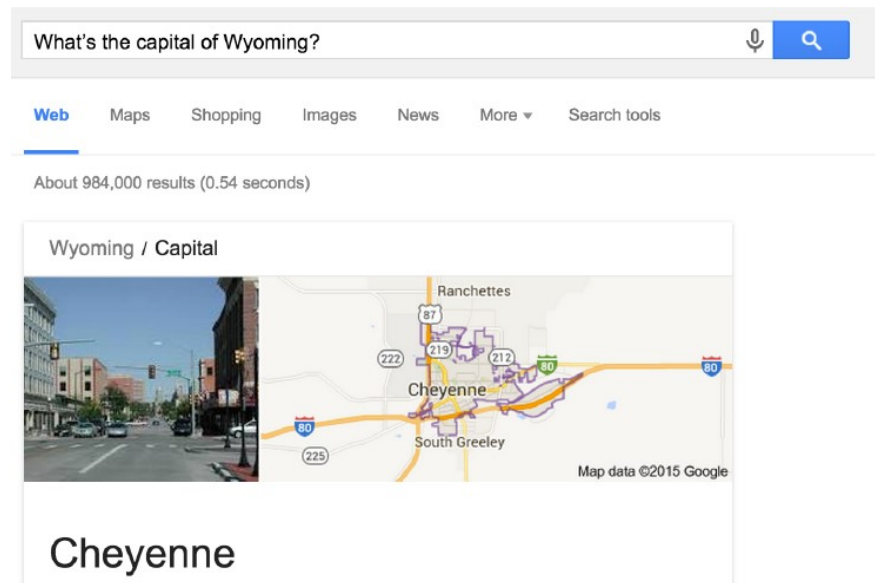 What's the capital of Wyoming?
Web Maps Shopping Images News More Search tools
About 984,000 results (0.54 seconds)
Wyoming / Capital
Ranchettes
87
219
222
212
80
80
Cheyenne
80
South Greeley
225
Map data ©2015 Google
Cheyenne